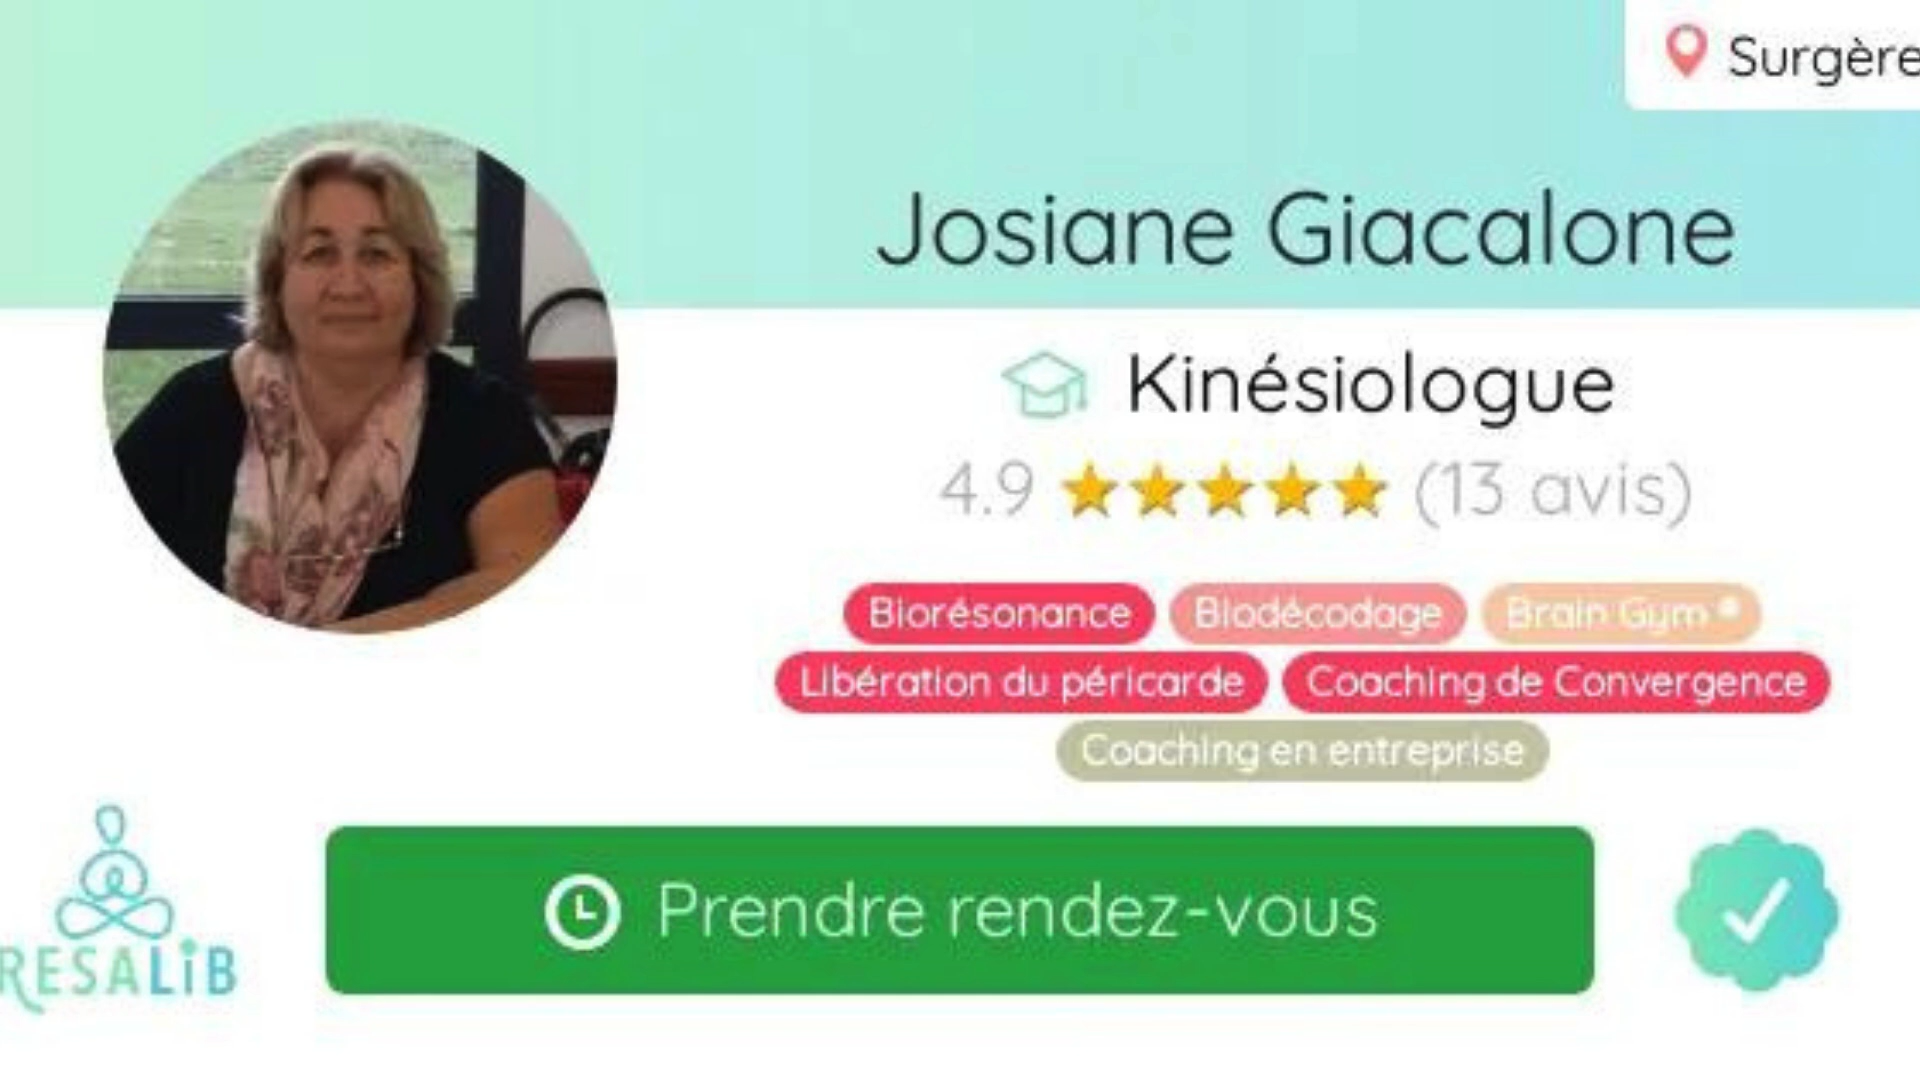 Surgère
Josiane Giacalone
Kinésiologue
4.9 (13 avis)
Biorésonance Biodécodage Brain Gym
Libération du péricarde Coaching de Convergence
Coaching en entreprise
Prendre rendez-vous
RESALiB